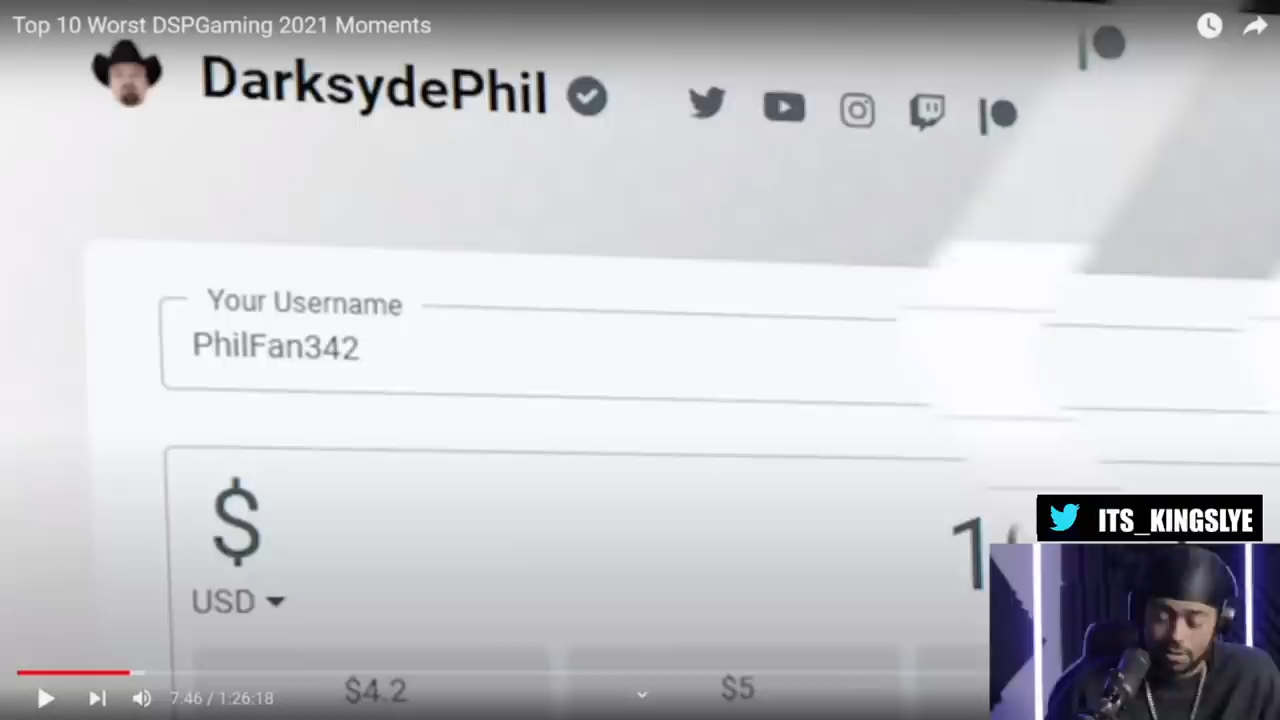 Top 10 Worst DSPGaming 2021 Moments
DarksydePhil
Your Username
PhilFan342
$
USD
$4.2
$5
ITS_KINGSLYE
7:46 / 1:26:18